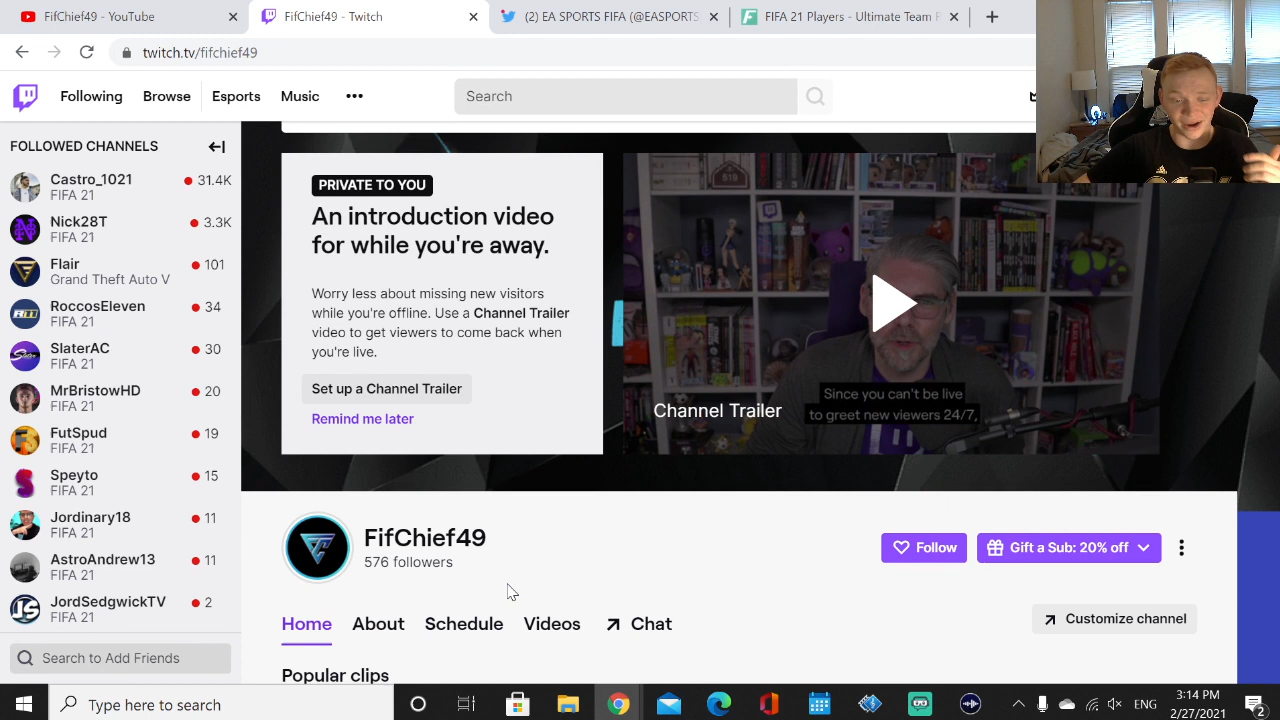 FifChief49 - YouTube
FifChief49 - Twitch
(2) EA SPORTS FIFA (@EASPORTS
FIFA 21 Players - Ultimate Team
twitch.tv/fifchief49
Following
Browse
Esports
Music
Search
FOLLOWED CHANNELS
Castro_1021
31.4K
FIFA 21
Nick28T
3.3K
FIFA 21
Flair
101
Grand Theft Auto V
RoccosEleven
34
FIFA 21
SlaterAC
30
FIFA 21
MrBristowHD
20
FIFA 21
FutSpud
19
FIFA 21
Speyto
15
FIFA 21
Jordinary18
11
FIFA 21
AstroAndrew13
11
FIFA 21
JordSedgwickTV
2
FIFA 21
Search to Add Friends
PRIVATE TO YOU
An introduction video
for while you're away.
Worry less about missing new visitors
while you're offline. Use a Channel Trailer
video to get viewers to come back when
you're live.
Set up a Channel Trailer
Remind me later
Channel Trailer
Since you can't be live
to greet new viewers 24/7,
FifChief49
576 followers
Follow
Gift a Sub: 20% off
Home
About
Schedule
Videos
Chat
Customize channel
Popular clips
Type here to search
ENG
3:14 PM
2/27/2021
2